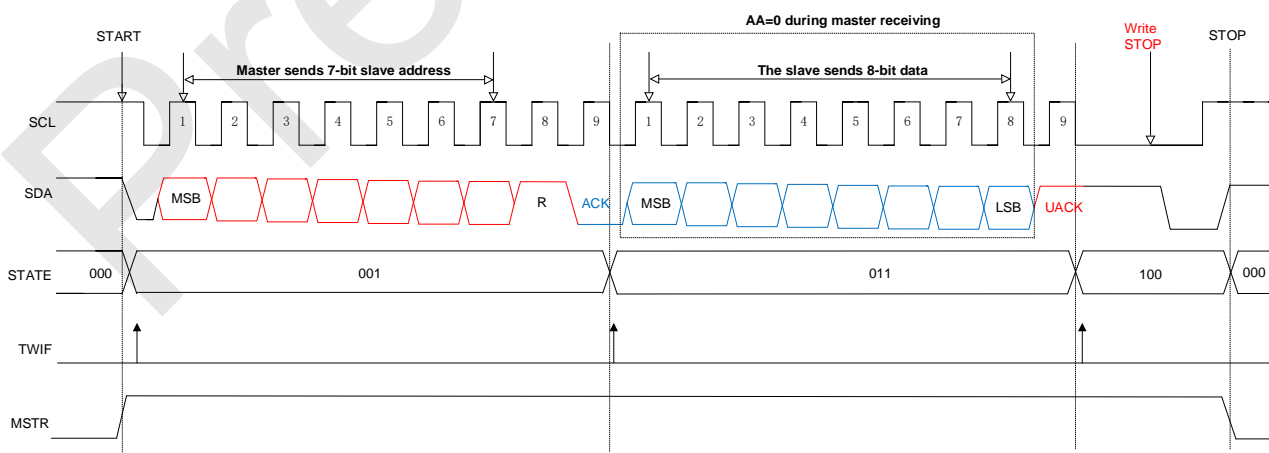 AA=0 during master receiving
START
Write
STOP
STOP
Master sends 7-bit slave address
The slave sends 8-bit data
SCL
1 2 3 4 5 6 7 8 9 1 2 3 4 5 6 7 8 9
SDA
MSB R ACK MSB LSB UACK
STATE
000 001 011 100 000
TWIF
MSTR
Pre